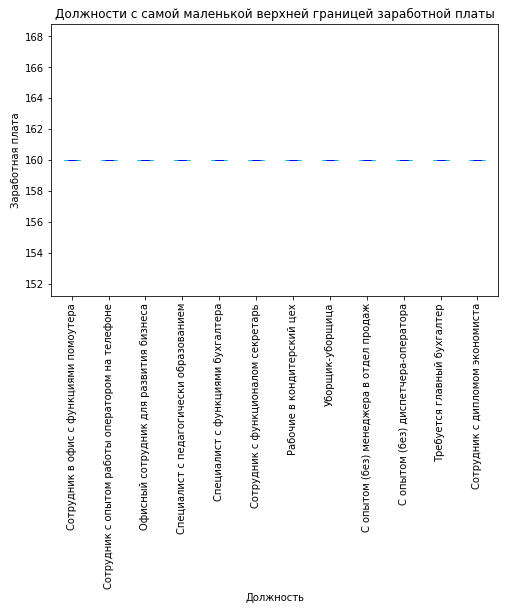 Должности с самой маленькой верхней границей заработной платы
Заработная плата
168
166
164
162
160
158
156
154
152
Сотрудник в офис с функциями помоутера
Сотрудник с опытом работы оператором на телефоне
Офисный сотрудник для развития бизнеса
Специалист с педагогически образованием
Специалист с функциями бухгалтера
Сотрудник с функционалом секретарь
Рабочие в кондитерский цех
Уборщик-уборщица
С опытом (без) менеджера в отдел продаж
С опытом (без) диспетчера-оператора
Требуется главный бухгалтер
Сотрудник с дипломом экономиста
Должность